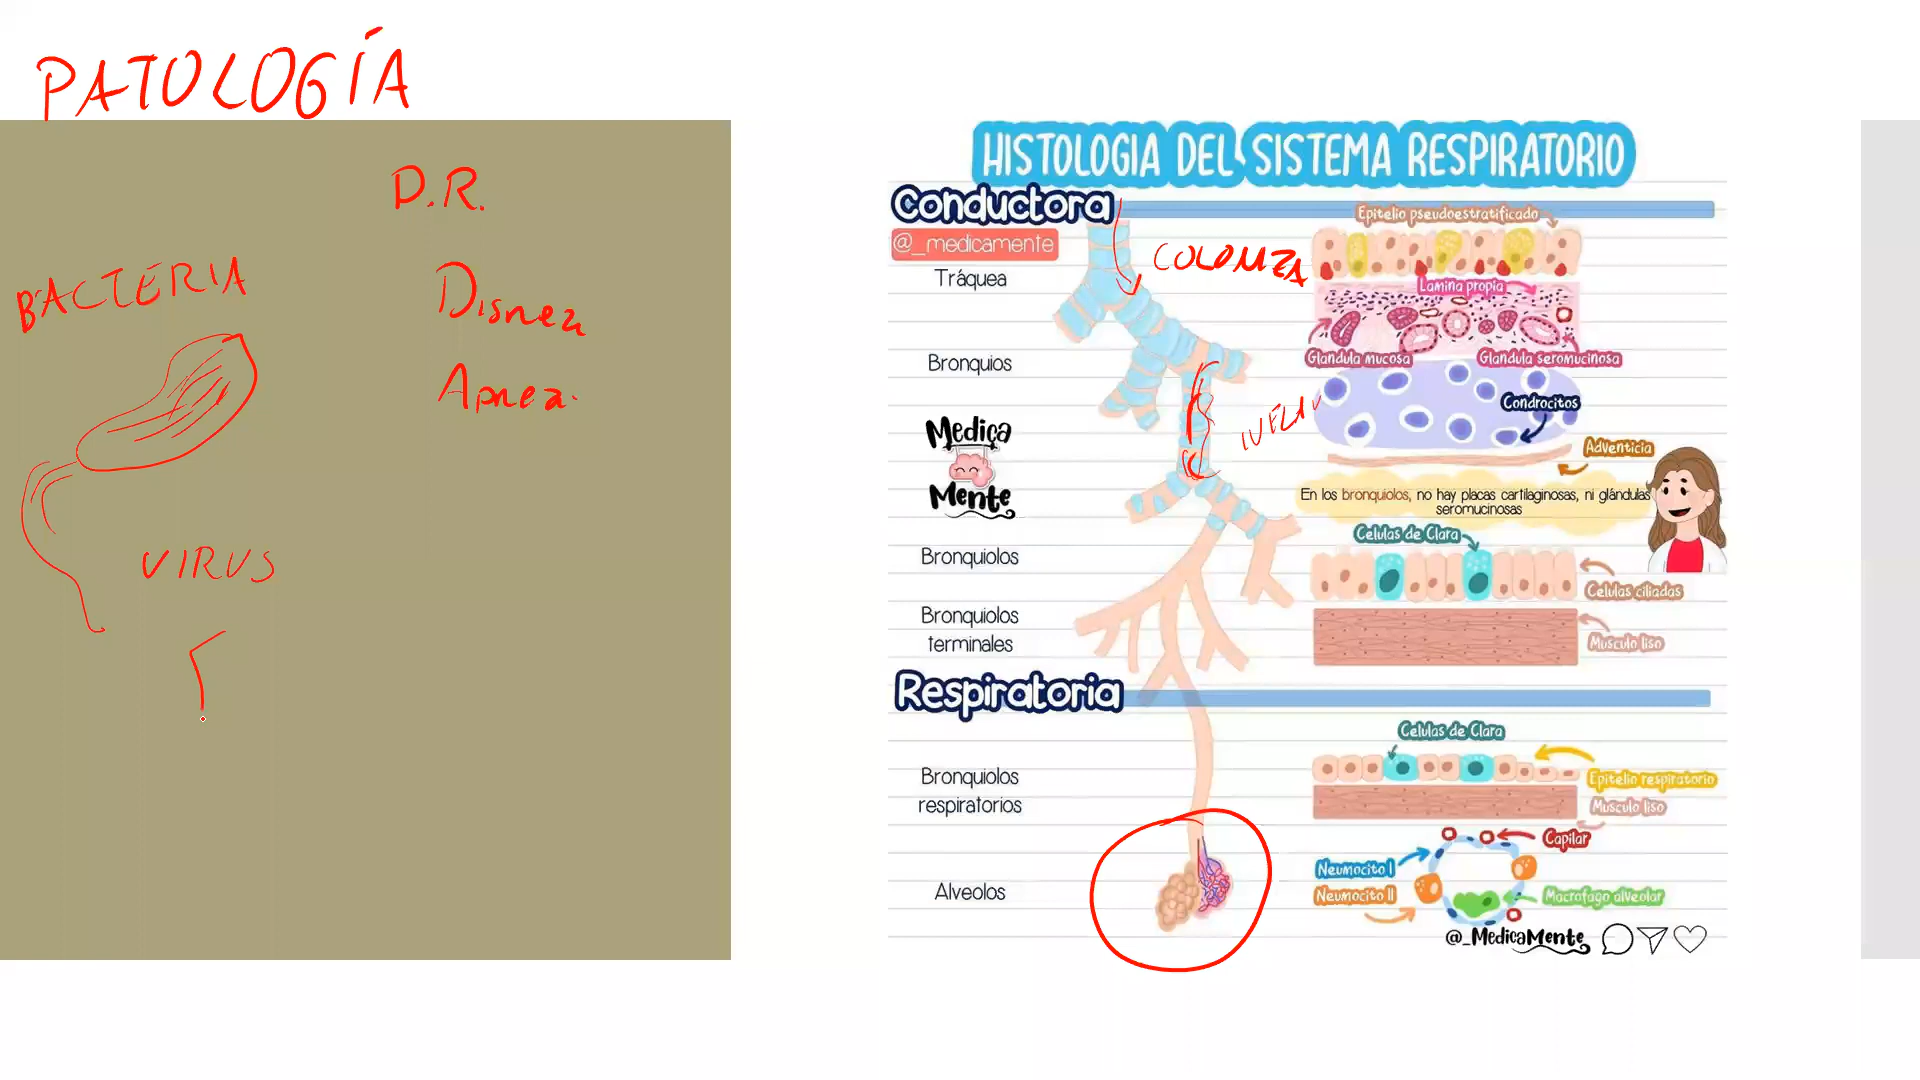 PATOLOGÍA
D.R.
BACTERIA
Disnea
Apnea.
VIRUS
HISTOLOGIA DEL SISTEMA RESPIRATORIO
Conductora
@_medicamente
Tráquea
COLONIZA
Bronquios
Medica
Mente
Bronquiolos
Bronquiolos
terminales
Epitelio pseudoestratificado
Lamina propia
Glandula mucosa
Glandula seromucinosa
Condrocitos
Adventicia
En los bronquiolos, no hay placas cartilaginosas, ni glándulas
seromucinosas
Celulas de Clara
Celulas ciliadas
Musculo liso
Respiratoria
Bronquiolos
respiratorios
Alveolos
Celulas de Clara
Epitelio respiratorio
Musculo liso
Capilar
Neumocito I
Neumocito II
Macrofago alveolar
@_MedicaMente